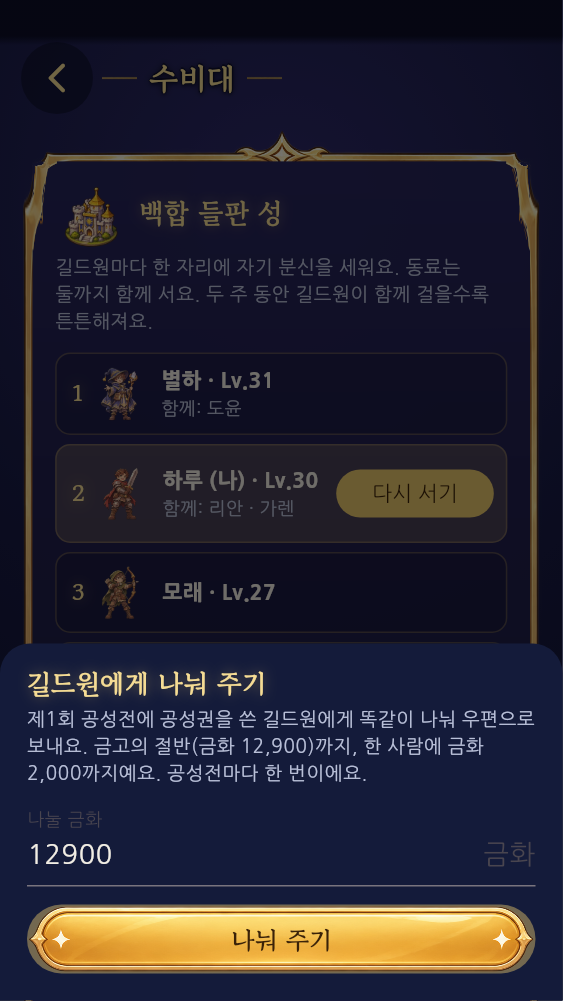 수비대
백합 들판 성
길드원마다 한 자리에 자기 분신을 세워요. 동료는
둘까지 함께 서요. 두 주 동안 길드원이 함께 걸을수록
튼튼해져요.
1
별하 · Lv.31
함께: 도윤
2
하루 (나) · Lv.30
함께: 리안 · 가렌
다시 서기
3
모래 · Lv.27
길드원에게 나눠 주기
제1회 공성전에 공성권을 쓴 길드원에게 똑같이 나눠 우편으로
보내요. 금고의 절반(금화 12,900)까지, 한 사람에 금화
2,000까지예요. 공성전마다 한 번이에요.
나눌 금화
12900 금화
나눠 주기